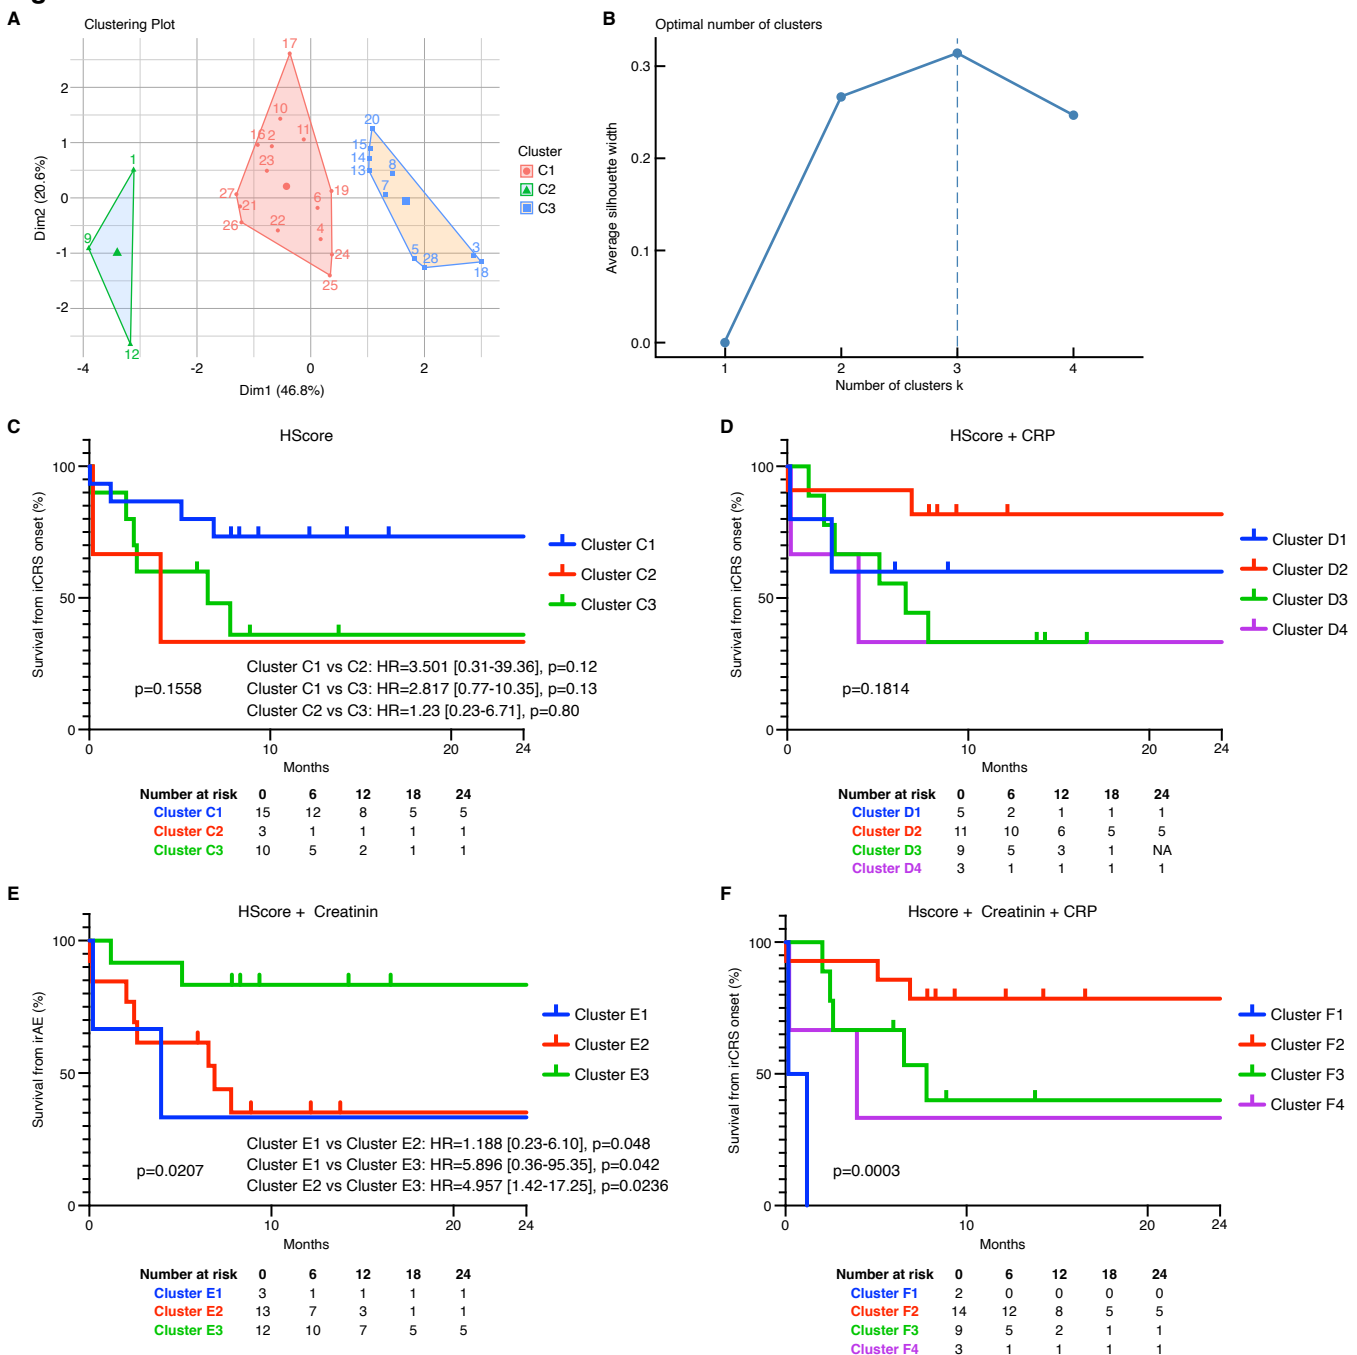 A
Clustering Plot
17
10
16 2
11
23
27
21
26
22
6
4
19
24
25
1
9
12
20
15
14
13
8
7
5
28
3
18
2
1
0
-1
-2
-4
-2
0
2
Dim2 (20.6%)
Dim1 (46.8%)
Cluster
C1
C2
C3
B
Optimal number of clusters
0.3
0.2
0.1
0.0
1
2
3
4
Average silhouette width
Number of clusters k
C
HScore
100
50
0
0
10
20
24
Survival from irCRS onset (%)
Months
Cluster C1
Cluster C2
Cluster C3
Cluster C1 vs C2: HR=3.501 [0.31-39.36], p=0.12
Cluster C1 vs C3: HR=2.817 [0.77-10.35], p=0.13
Cluster C2 vs C3: HR=1.23 [0.23-6.71], p=0.80
p=0.1558
Number at risk 0 6 12 18 24
Cluster C1 15 12 8 5 5
Cluster C2 3 1 1 1 1
Cluster C3 10 5 2 1 1
D
HScore + CRP
100
50
0
0
10
20
24
Survival from irCRS onset (%)
Months
Cluster D1
Cluster D2
Cluster D3
Cluster D4
p=0.1814
Number at risk 0 6 12 18 24
Cluster D1 5 2 1 1 1
Cluster D2 11 10 6 5 5
Cluster D3 9 5 3 1 NA
Cluster D4 3 1 1 1 1
E
HScore + Creatinin
100
50
0
0
10
20
24
Survival from irAE (%)
Months
Cluster E1
Cluster E2
Cluster E3
Cluster E1 vs Cluster E2: HR=1.188 [0.23-6.10], p=0.048
Cluster E1 vs Cluster E3: HR=5.896 [0.36-95.35], p=0.042
Cluster E2 vs Cluster E3: HR=4.957 [1.42-17.25], p=0.0236
p=0.0207
Number at risk 0 6 12 18 24
Cluster E1 3 1 1 1 1
Cluster E2 13 7 3 1 1
Cluster E3 12 10 7 5 5
F
Hscore + Creatinin + CRP
100
50
0
0
10
20
24
Survival from irCRS onset (%)
Months
Cluster F1
Cluster F2
Cluster F3
Cluster F4
p=0.0003
Number at risk 0 6 12 18 24
Cluster F1 2 0 0 0 0
Cluster F2 14 12 8 5 5
Cluster F3 9 5 2 1 1
Cluster F4 3 1 1 1 1